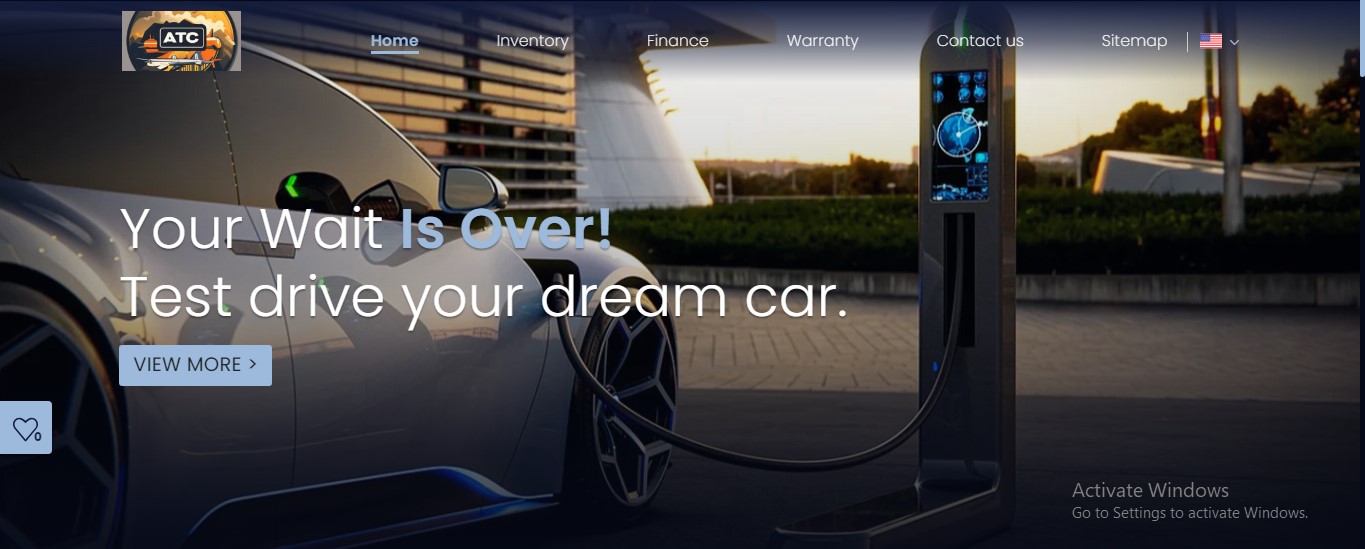 ATC
Home Inventory Finance Warranty Contact us Sitemap
Your Wait Is Over!
Test drive your dream car.
VIEW MORE >
0
Activate Windows
Go to Settings to activate Windows.